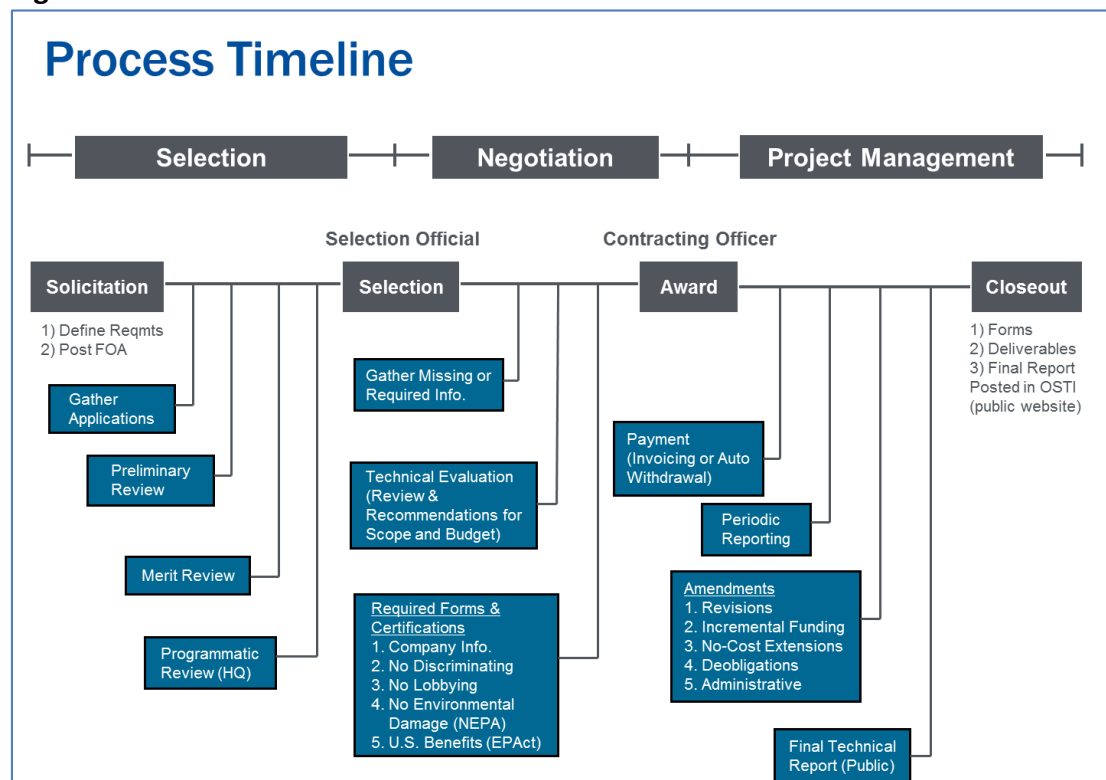 Process Timeline
Selection
Negotiation
Project Management
Selection Official
Contracting Officer
Solicitation
Selection
Award
Closeout
1) Define Reqmts
2) Post FOA
1) Forms
2) Deliverables
3) Final Report
Posted in OSTI
(public website)
Gather
Applications
Preliminary
Review
Merit Review
Programmatic
Review (HQ)
Gather Missing or
Required Info.
Technical Evaluation
(Review &
Recommendations for
Scope and Budget)
Required Forms &
Certifications
1. Company Info.
2. No Discriminating
3. No Lobbying
4. No Environmental
Damage (NEPA)
5. U.S. Benefits (EPAct)
Payment
(Invoicing or Auto
Withdrawal)
Periodic
Reporting
Amendments
1. Revisions
2. Incremental Funding
3. No-Cost Extensions
4. Deobligations
5. Administrative
Final Technical
Report (Public)